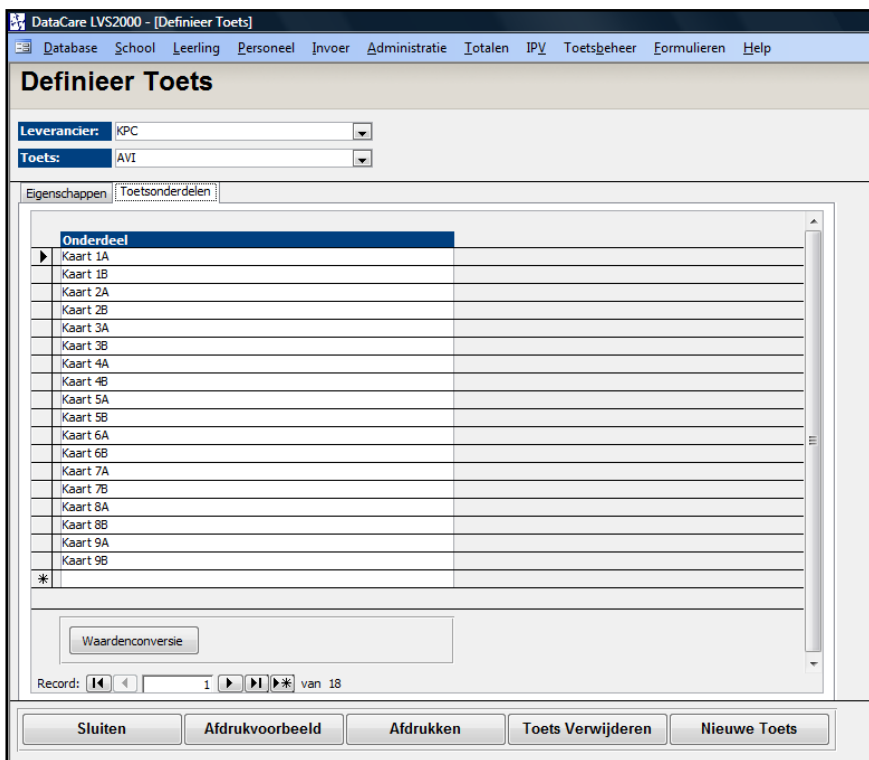 DataCare LVS2000 - [Definieer Toets]
Database School Leerling Personeel Invoer Administratie Totalen IPV Toetsbeheer Formulieren Help
Definieer Toets
Leverancier: KPC
Toets: AVI
Eigenschappen Toetsonderdelen
Onderdeel
Kaart 1A
Kaart 1B
Kaart 2A
Kaart 2B
Kaart 3A
Kaart 3B
Kaart 4A
Kaart 4B
Kaart 5A
Kaart 5B
Kaart 6A
Kaart 6B
Kaart 7A
Kaart 7B
Kaart 8A
Kaart 8B
Kaart 9A
Kaart 9B
Waardenconversie
Record: 1 van 18
Sluiten Afdrukvoorbeeld Afdrukken Toets Verwijderen Nieuwe Toets